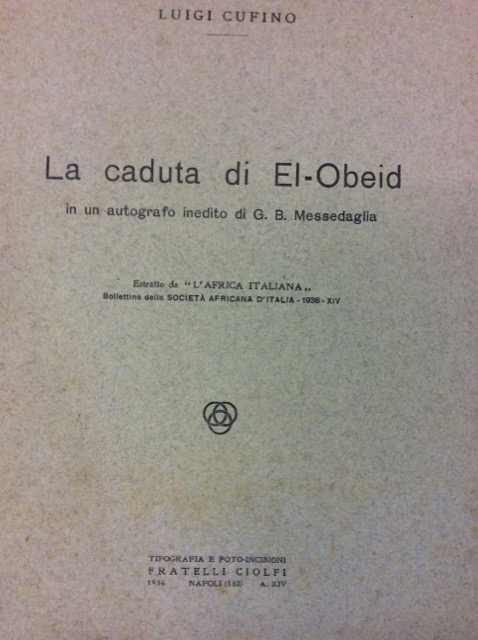 LUIGI CUFINO
La caduta di El-Obeid
in un autografo inedito di G. B. Messedaglia
Estratto da "L'AFRICA ITALIANA„
Bollettino della SOCIETÀ AFRICANA D'ITALIA - 1936 - XIV
TIPOGRAFIA E FOTO-INCISIONI
FRATELLI CIOLFI
1936 NAPOLI (132) A. XIV